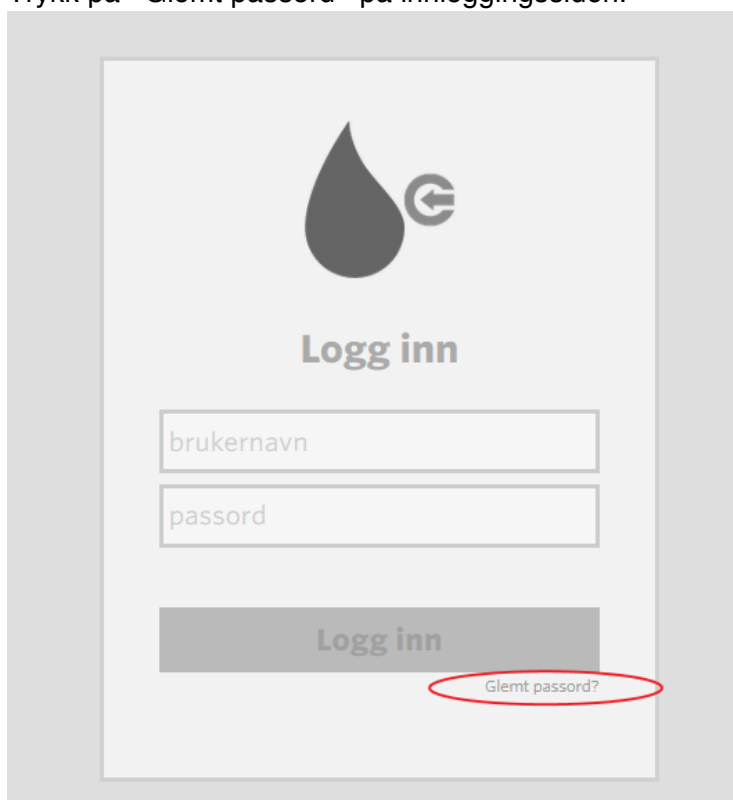 Trykk på "Glemt passord" på innloggingssiden.
Logg inn
brukernavn
passord
Logg inn
Glemt passord?